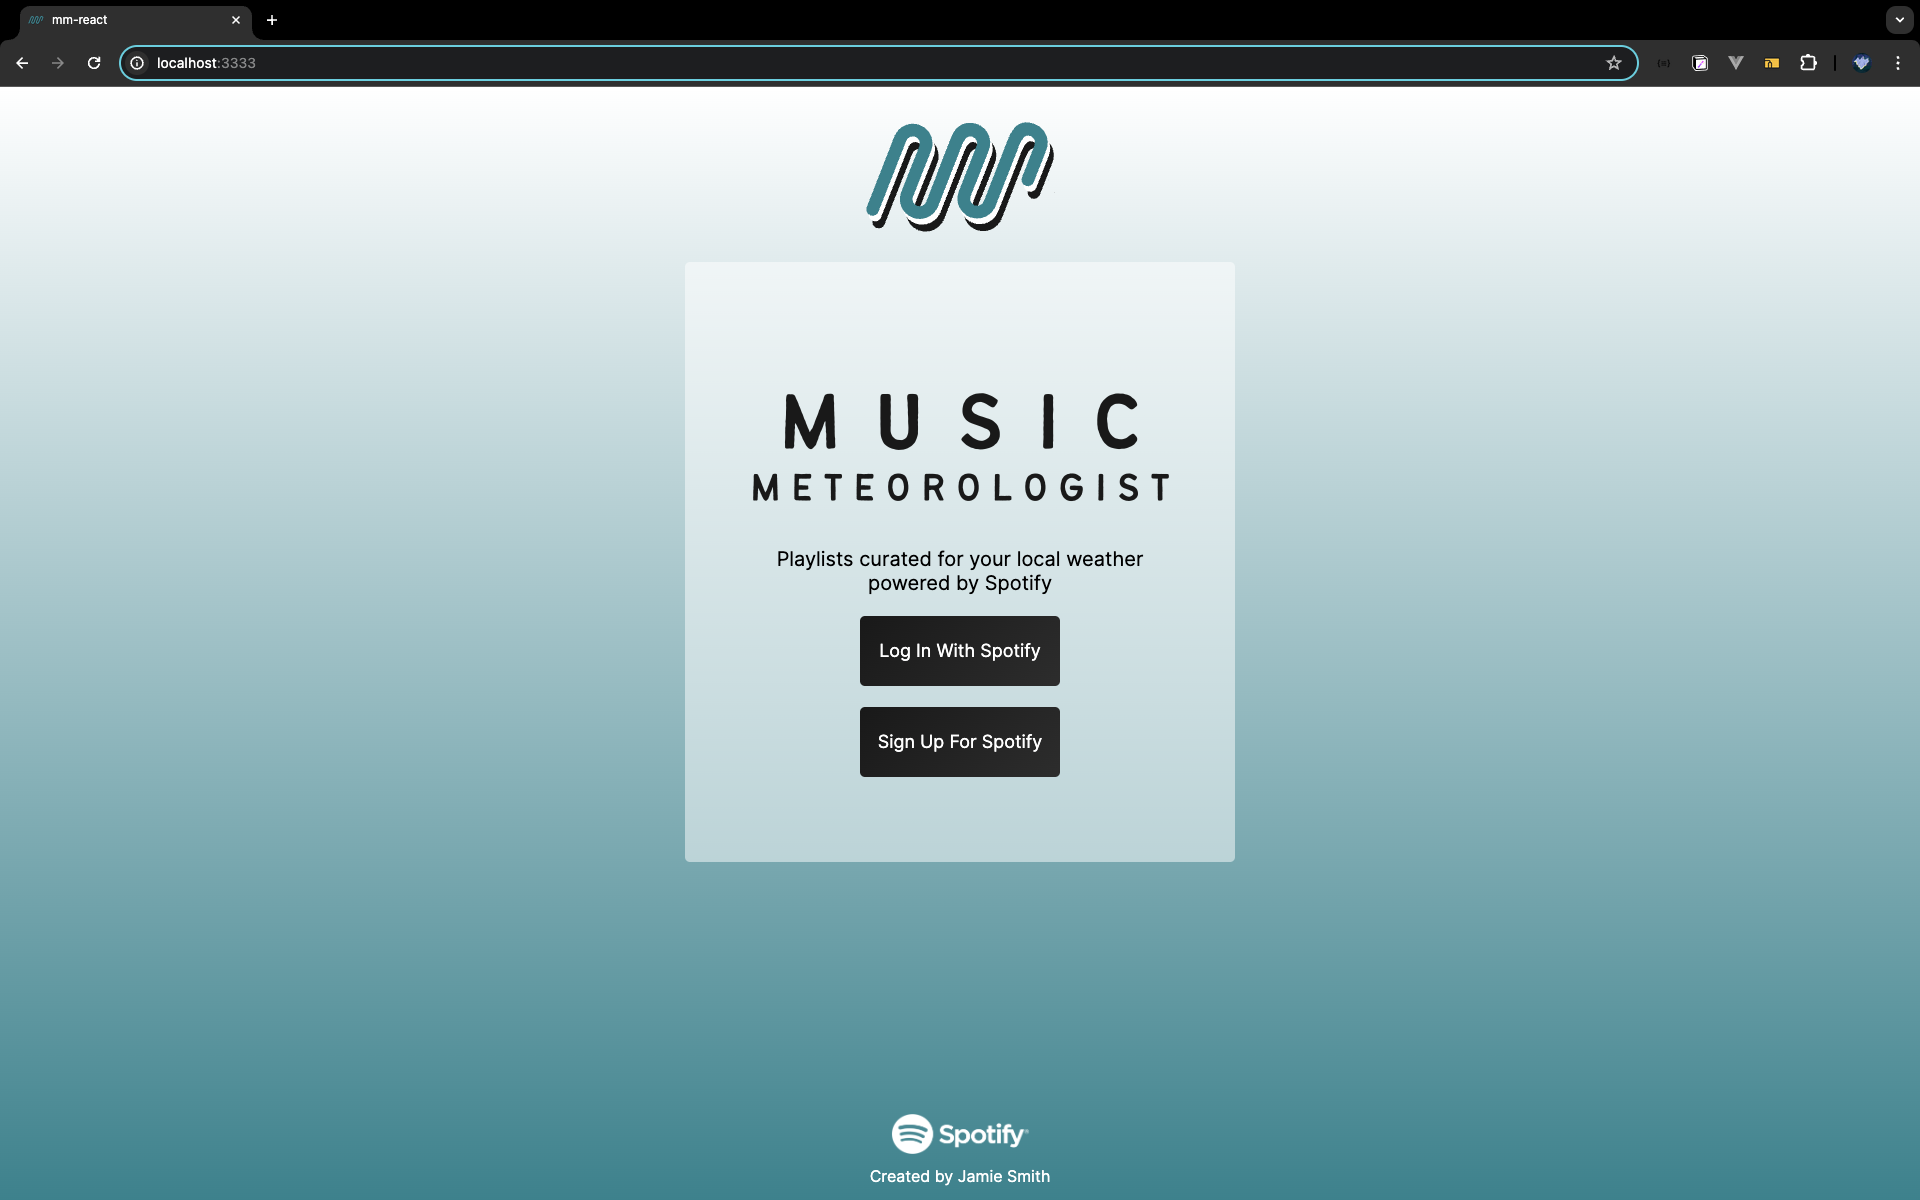 mm-react
localhost:3333
MUSIC
METEOROLOGIST
Playlists curated for your local weather
powered by Spotify
Log In With Spotify
Sign Up For Spotify
Spotify
Created by Jamie Smith